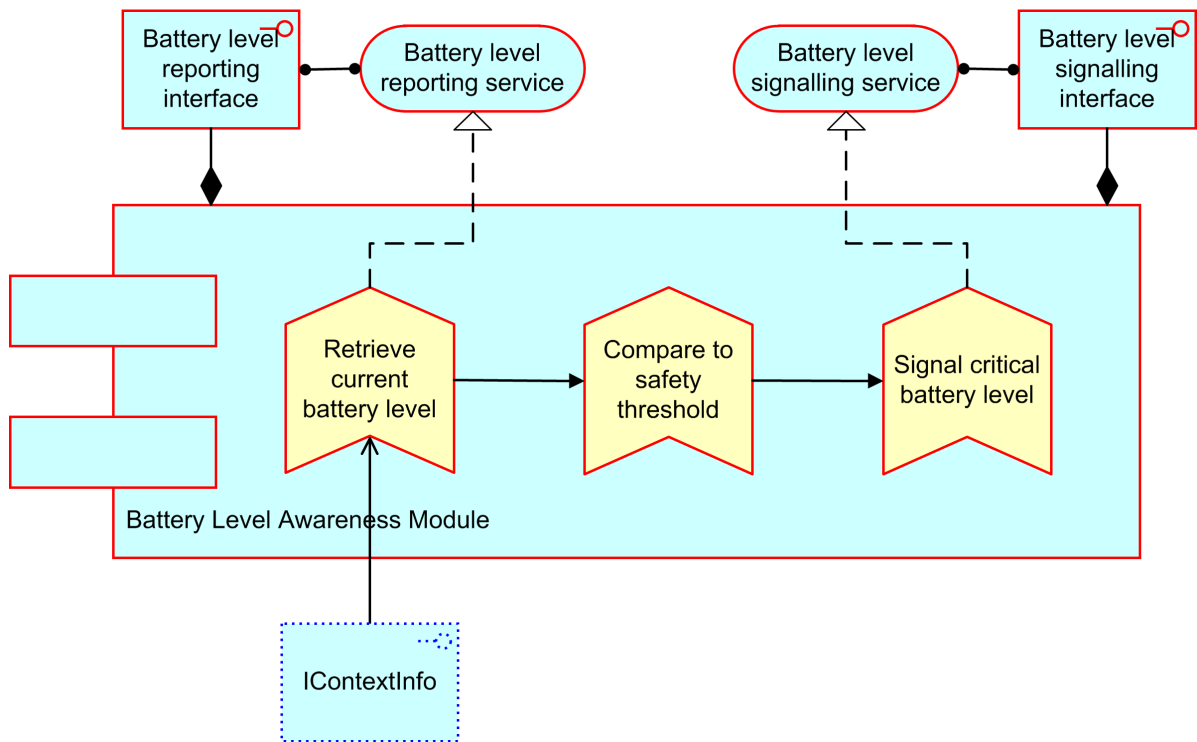 Battery level
reporting
interface
Battery level
reporting service
Battery level
signalling service
Battery level
signalling
interface
Retrieve
current
battery level
Compare to
safety
threshold
Signal critical
battery level
Battery Level Awareness Module
IContextInfo